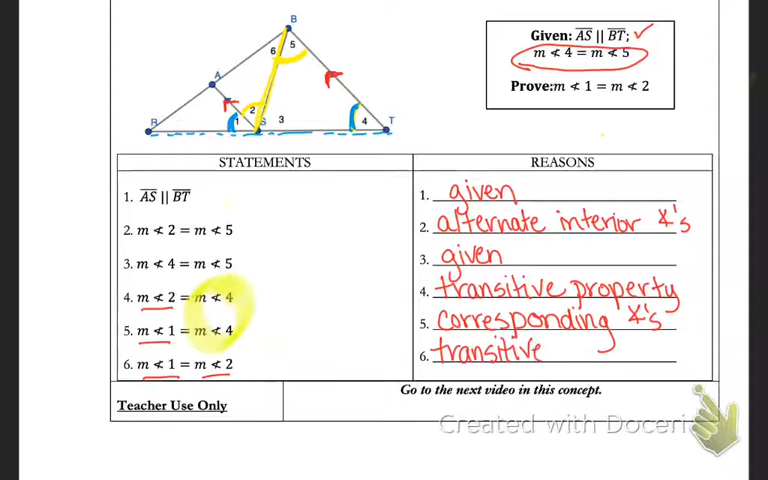 B
6 5
A
2
R 1 S 3 4 T
Given: AS || BT;
m ∢ 4 = m ∢ 5
Prove:m ∢ 1 = m ∢ 2
STATEMENTS
REASONS
1. AS || BT
1. given
2. m ∢ 2 = m ∢ 5
2. alternate interior ∢'s
3. m ∢ 4 = m ∢ 5
3. given
4. m ∢ 2 = m ∢ 4
4. transitive property
5. m ∢ 1 = m ∢ 4
5. corresponding ∢'s
6. m ∢ 1 = m ∢ 2
6. transitive
Teacher Use Only
Go to the next video in this concept.
Created with Doceri